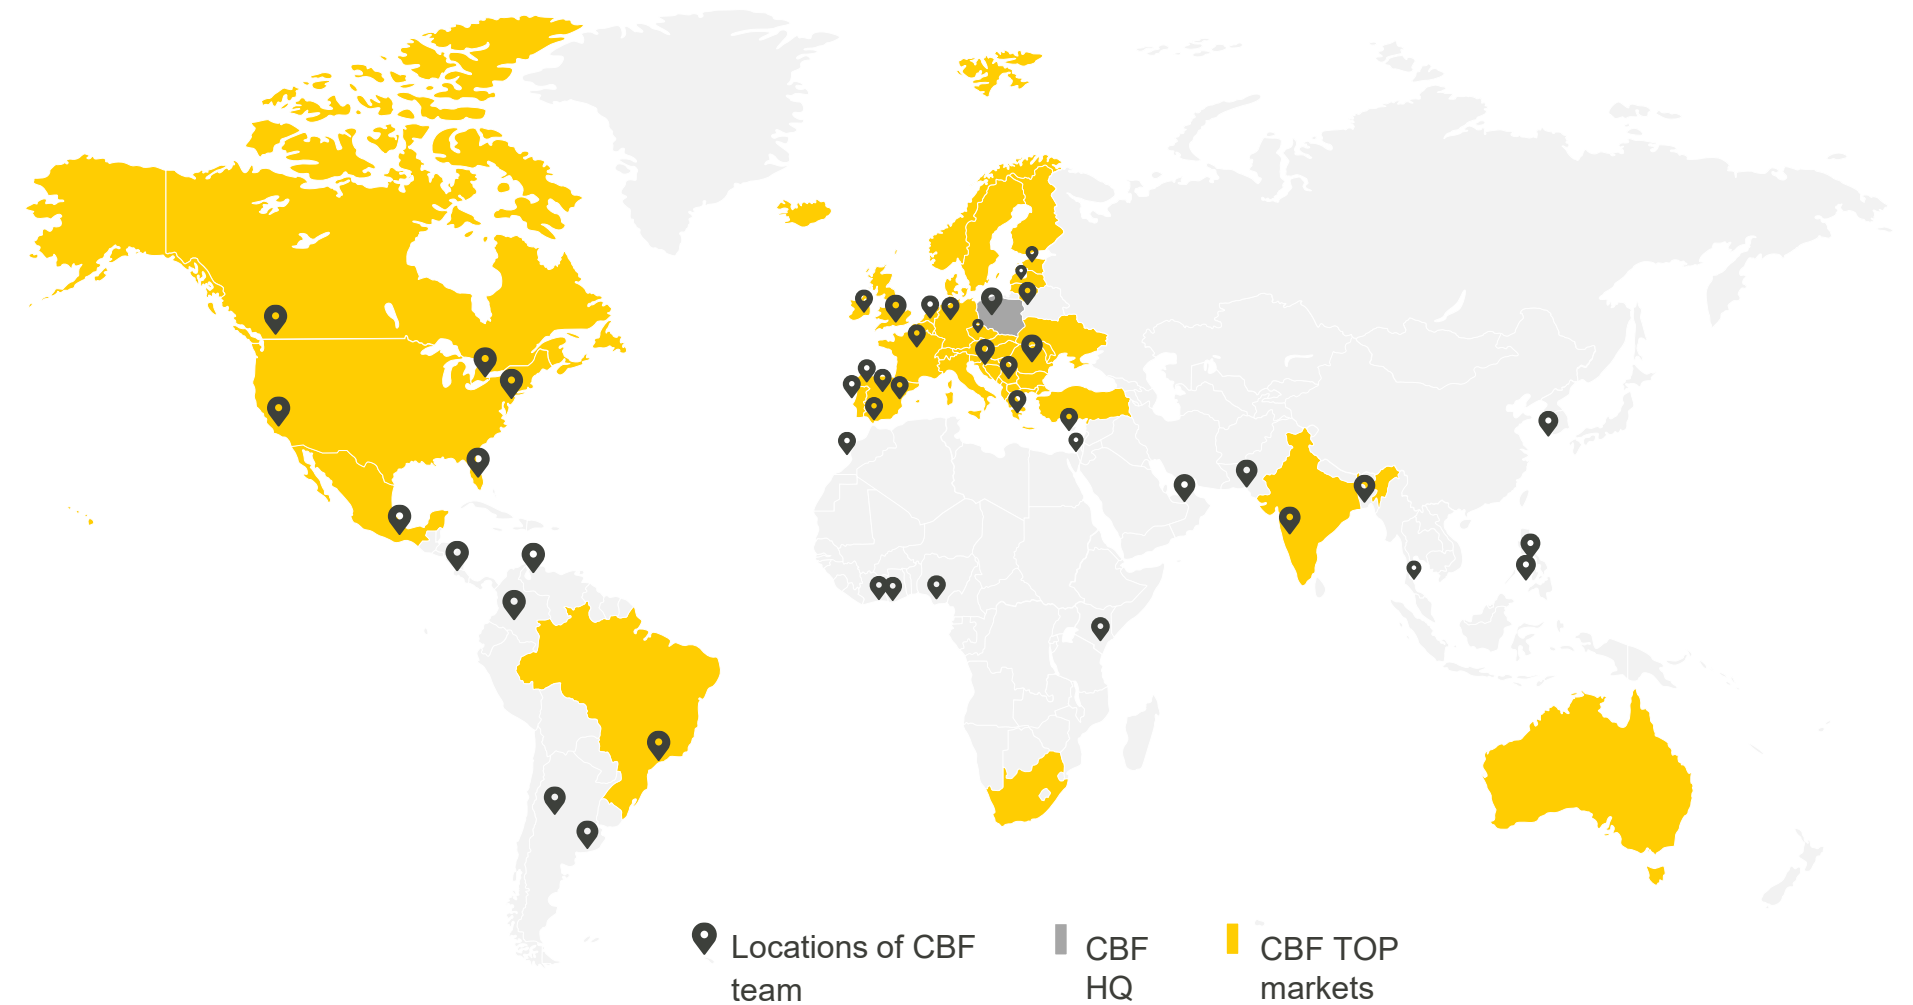 Locations of CBF
team
CBF
HQ
CBF TOP
markets